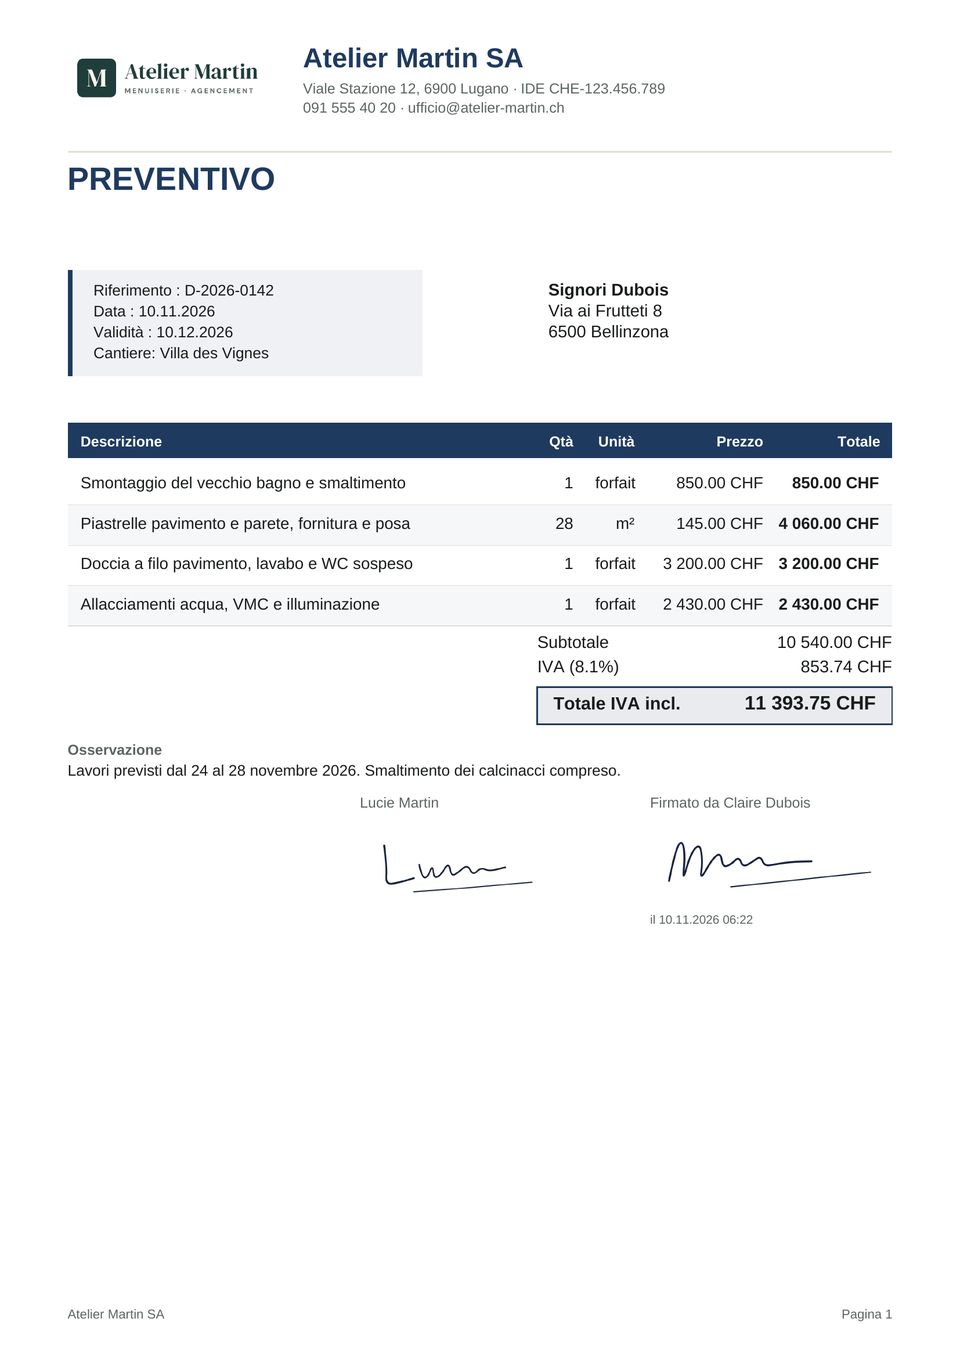 M Atelier Martin
MENUISERIE · AGENCEMENT
Atelier Martin SA
Viale Stazione 12, 6900 Lugano · IDE CHE-123.456.789
091 555 40 20 · ufficio@atelier-martin.ch
PREVENTIVO
Riferimento : D-2026-0142
Data : 10.11.2026
Validità : 10.12.2026
Cantiere: Villa des Vignes
Signori Dubois
Via ai Frutteti 8
6500 Bellinzona
Descrizione Qtà Unità Prezzo Totale
Smontaggio del vecchio bagno e smaltimento 1 forfait 850.00 CHF 850.00 CHF
Piastrelle pavimento e parete, fornitura e posa 28 m² 145.00 CHF 4 060.00 CHF
Doccia a filo pavimento, lavabo e WC sospeso 1 forfait 3 200.00 CHF 3 200.00 CHF
Allacciamenti acqua, VMC e illuminazione 1 forfait 2 430.00 CHF 2 430.00 CHF
Subtotale 10 540.00 CHF
IVA (8.1%) 853.74 CHF
Totale IVA incl. 11 393.75 CHF
Osservazione
Lavori previsti dal 24 al 28 novembre 2026. Smaltimento dei calcinacci compreso.
Lucie Martin
Firmato da Claire Dubois
il 10.11.2026 06:22
Atelier Martin SA
Pagina 1